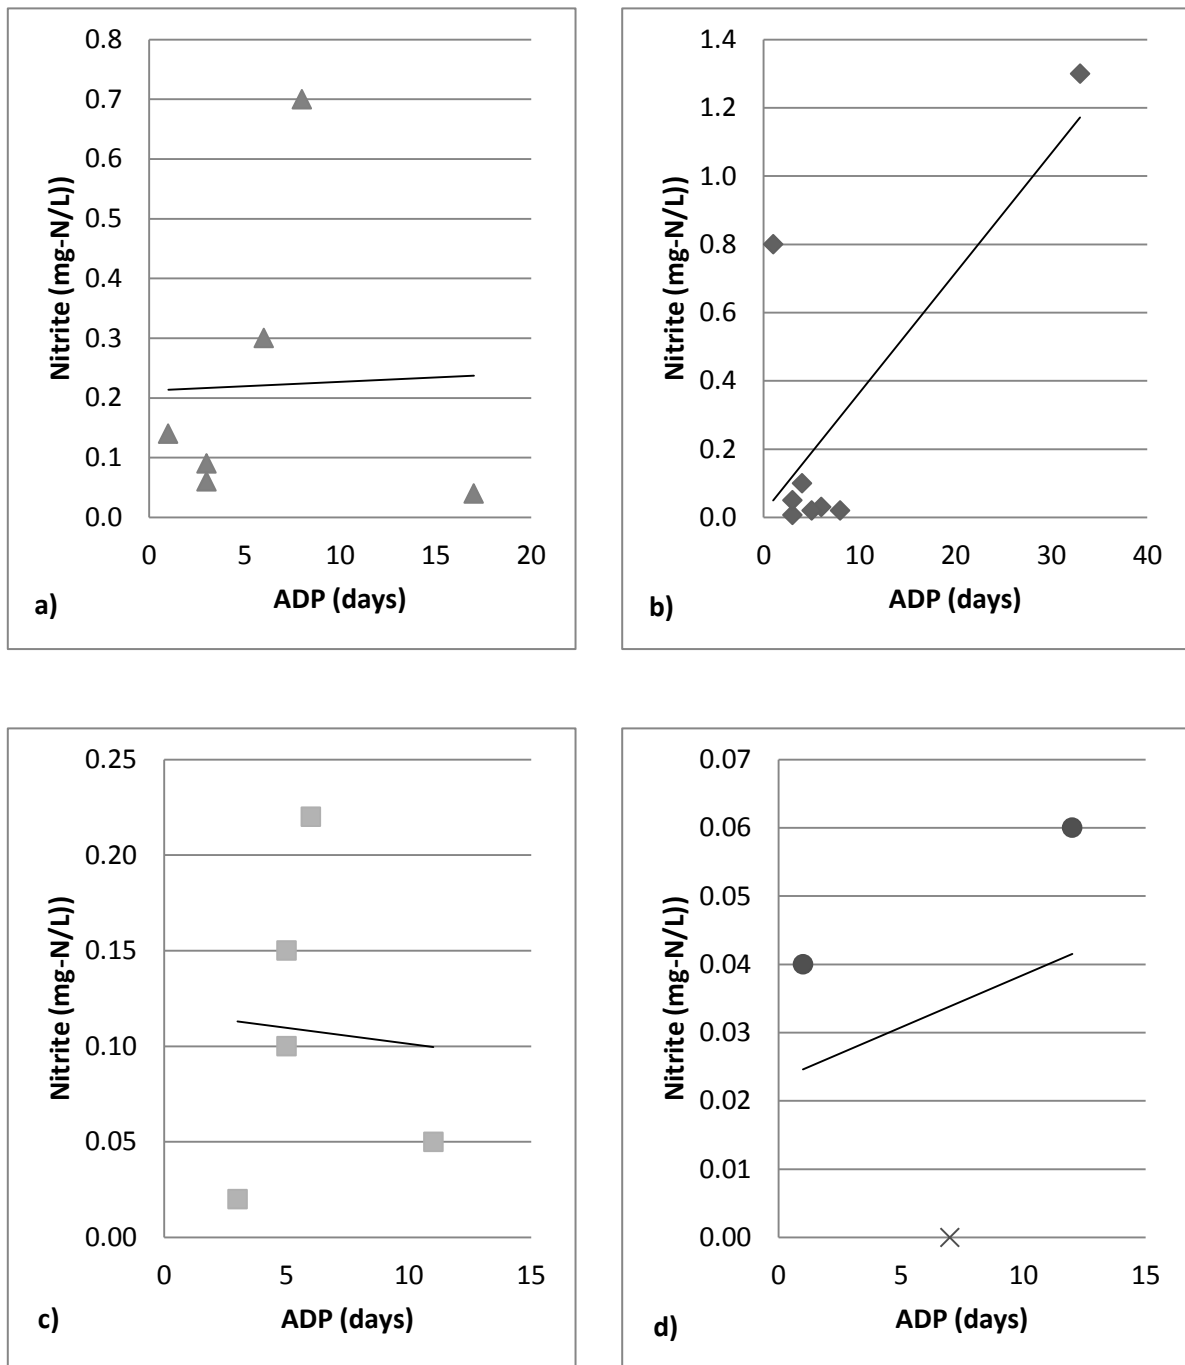 0.8
0.7
0.6
0.5
0.4
0.3
0.2
0.1
0.0
Nitrite (mg-N/L))
0 5 10 15 20
ADP (days)
a)
1.4
1.2
1.0
0.8
0.6
0.4
0.2
0.0
Nitrite (mg-N/L))
0 10 20 30 40
ADP (days)
b)
0.25
0.20
0.15
0.10
0.05
0.00
Nitrite (mg-N/L))
0 5 10 15
ADP (days)
c)
0.07
0.06
0.05
0.04
0.03
0.02
0.01
0.00
Nitrite (mg-N/L))
0 5 10 15
ADP (days)
d)